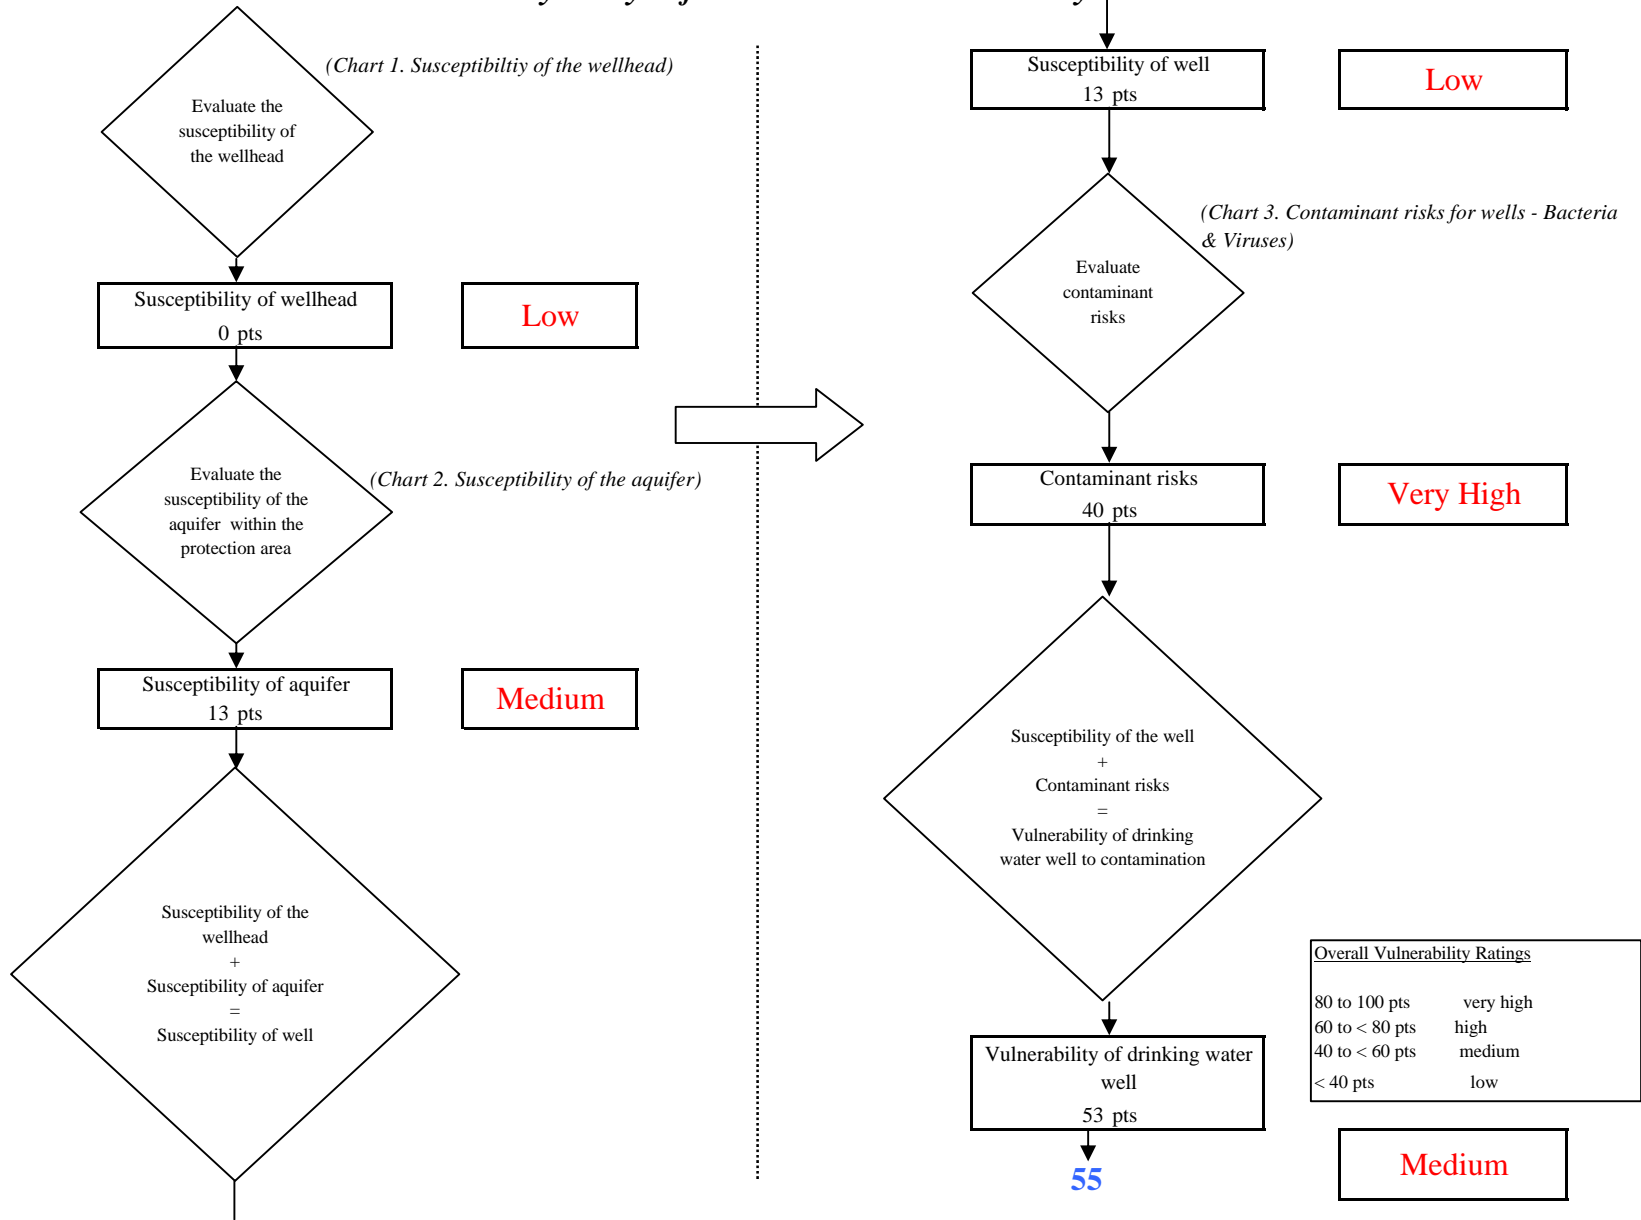 (Chart 1. Susceptibiltiy of the wellhead)
Evaluate the
susceptibility of
the wellhead
Susceptibility of wellhead
0 pts
Low
Evaluate the
susceptibility of the
aquifer within the
protection area
(Chart 2. Susceptibility of the aquifer)
Susceptibility of aquifer
13 pts
Medium
Susceptibility of the
wellhead
+
Susceptibility of aquifer
=
Susceptibility of well
Susceptibility of well
13 pts
Low
(Chart 3. Contaminant risks for wells - Bacteria
& Viruses)
Evaluate
contaminant
risks
Contaminant risks
40 pts
Very High
Susceptibility of the well
+
Contaminant risks
=
Vulnerability of drinking
water well to contamination
Overall Vulnerability Ratings
80 to 100 pts very high
60 to < 80 pts high
40 to < 60 pts medium
< 40 pts low
Vulnerability of drinking water
well
53 pts
55
Medium